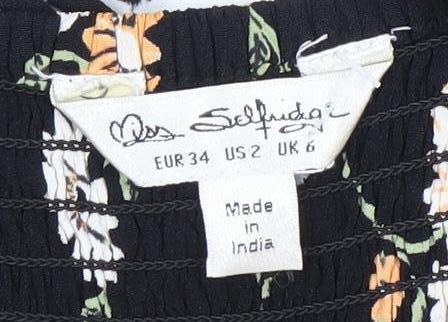 Miss Selfridge
EUR 34 US 2 UK 6
Made
in
India